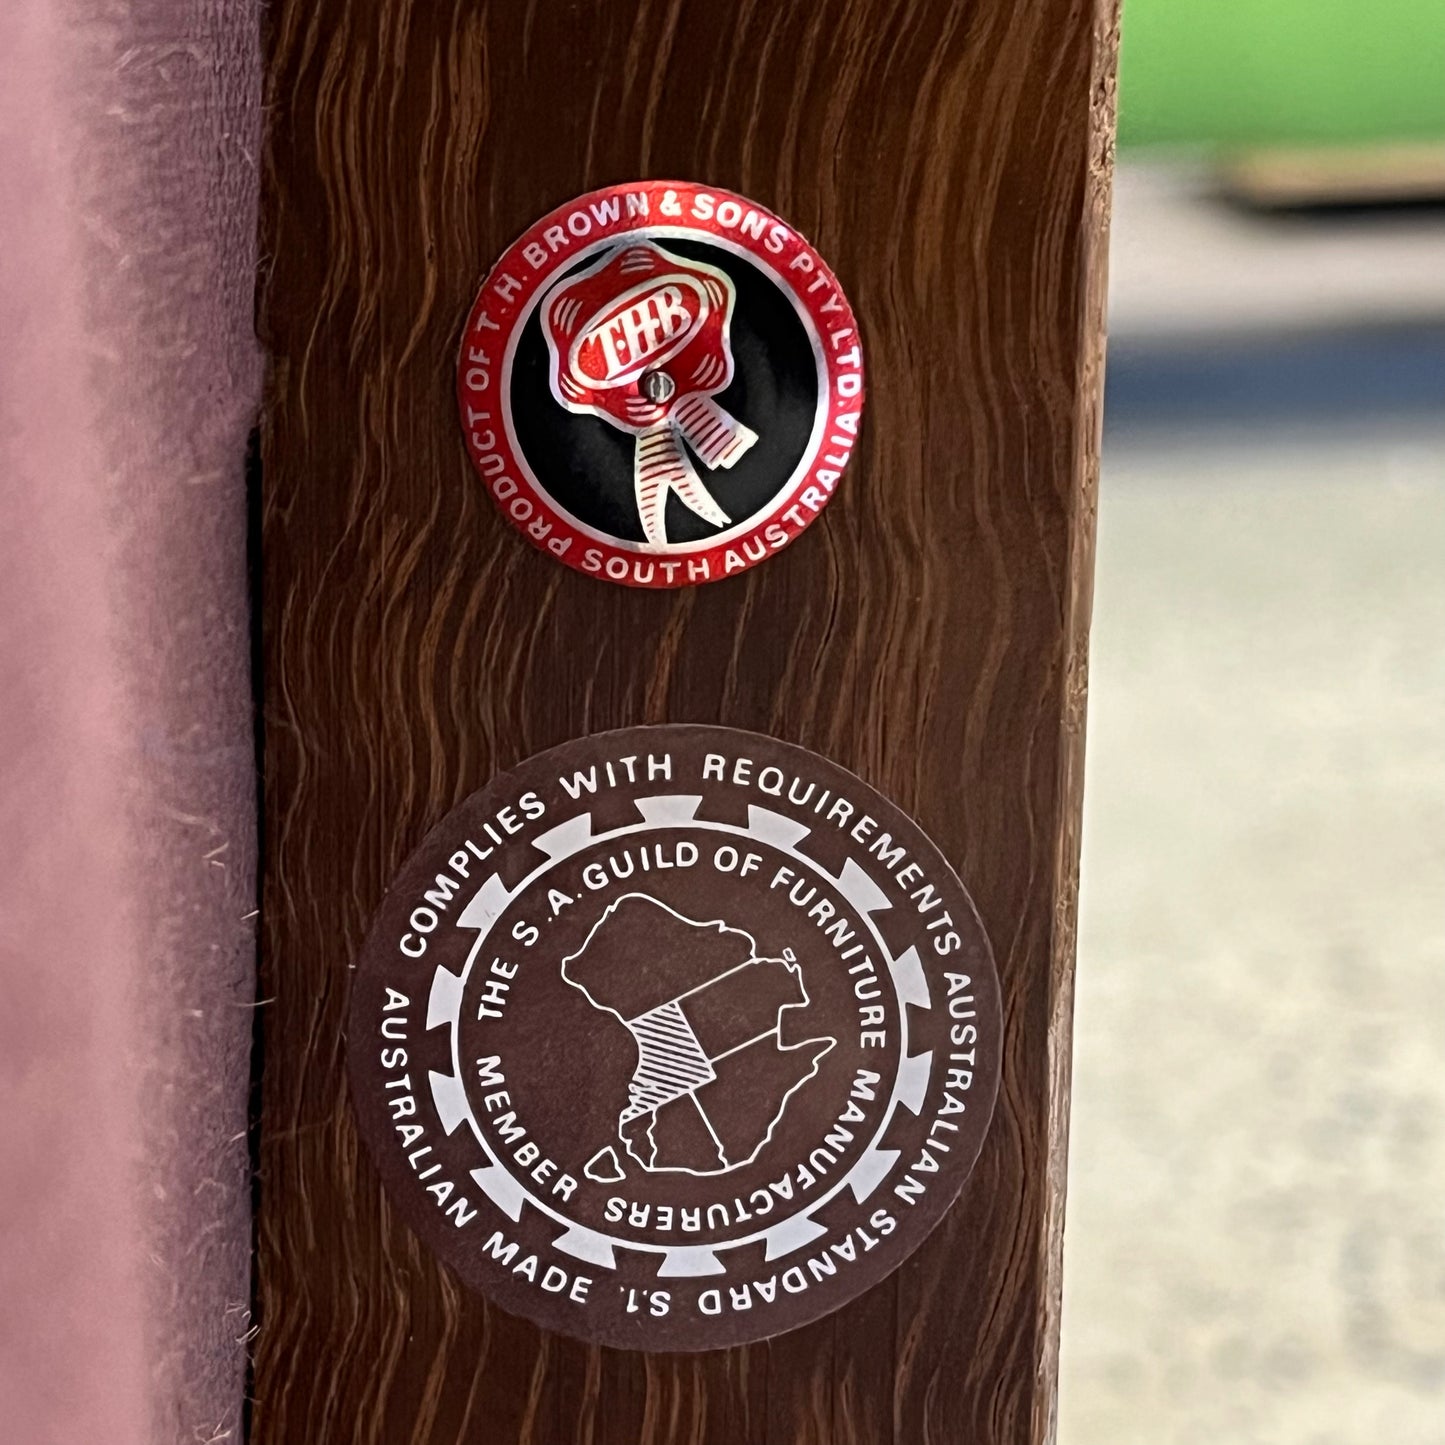 PRODUCT OF T.H. BROWN & SONS PTY. LTD. SOUTH AUSTRALIA
T.H.B
COMPLIES WITH REQUIREMENTS AUSTRALIAN STANDARD S.1.
AUSTRALIAN MADE
THE S.A. GUILD OF FURNITURE MANUFACTURERS
MEMBER